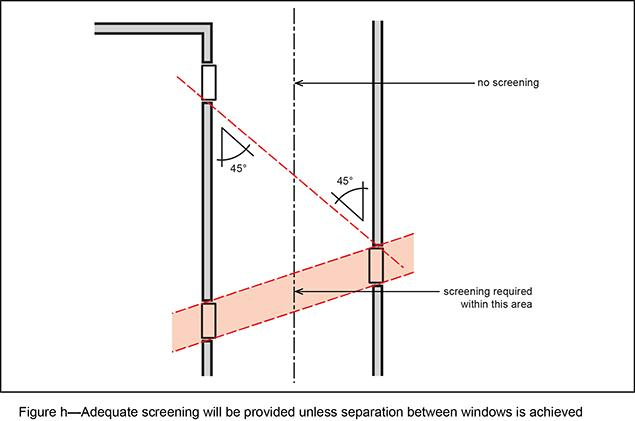 no screening
45°
45°
screening required
within this area
Figure h—Adequate screening will be provided unless separation between windows is achieved